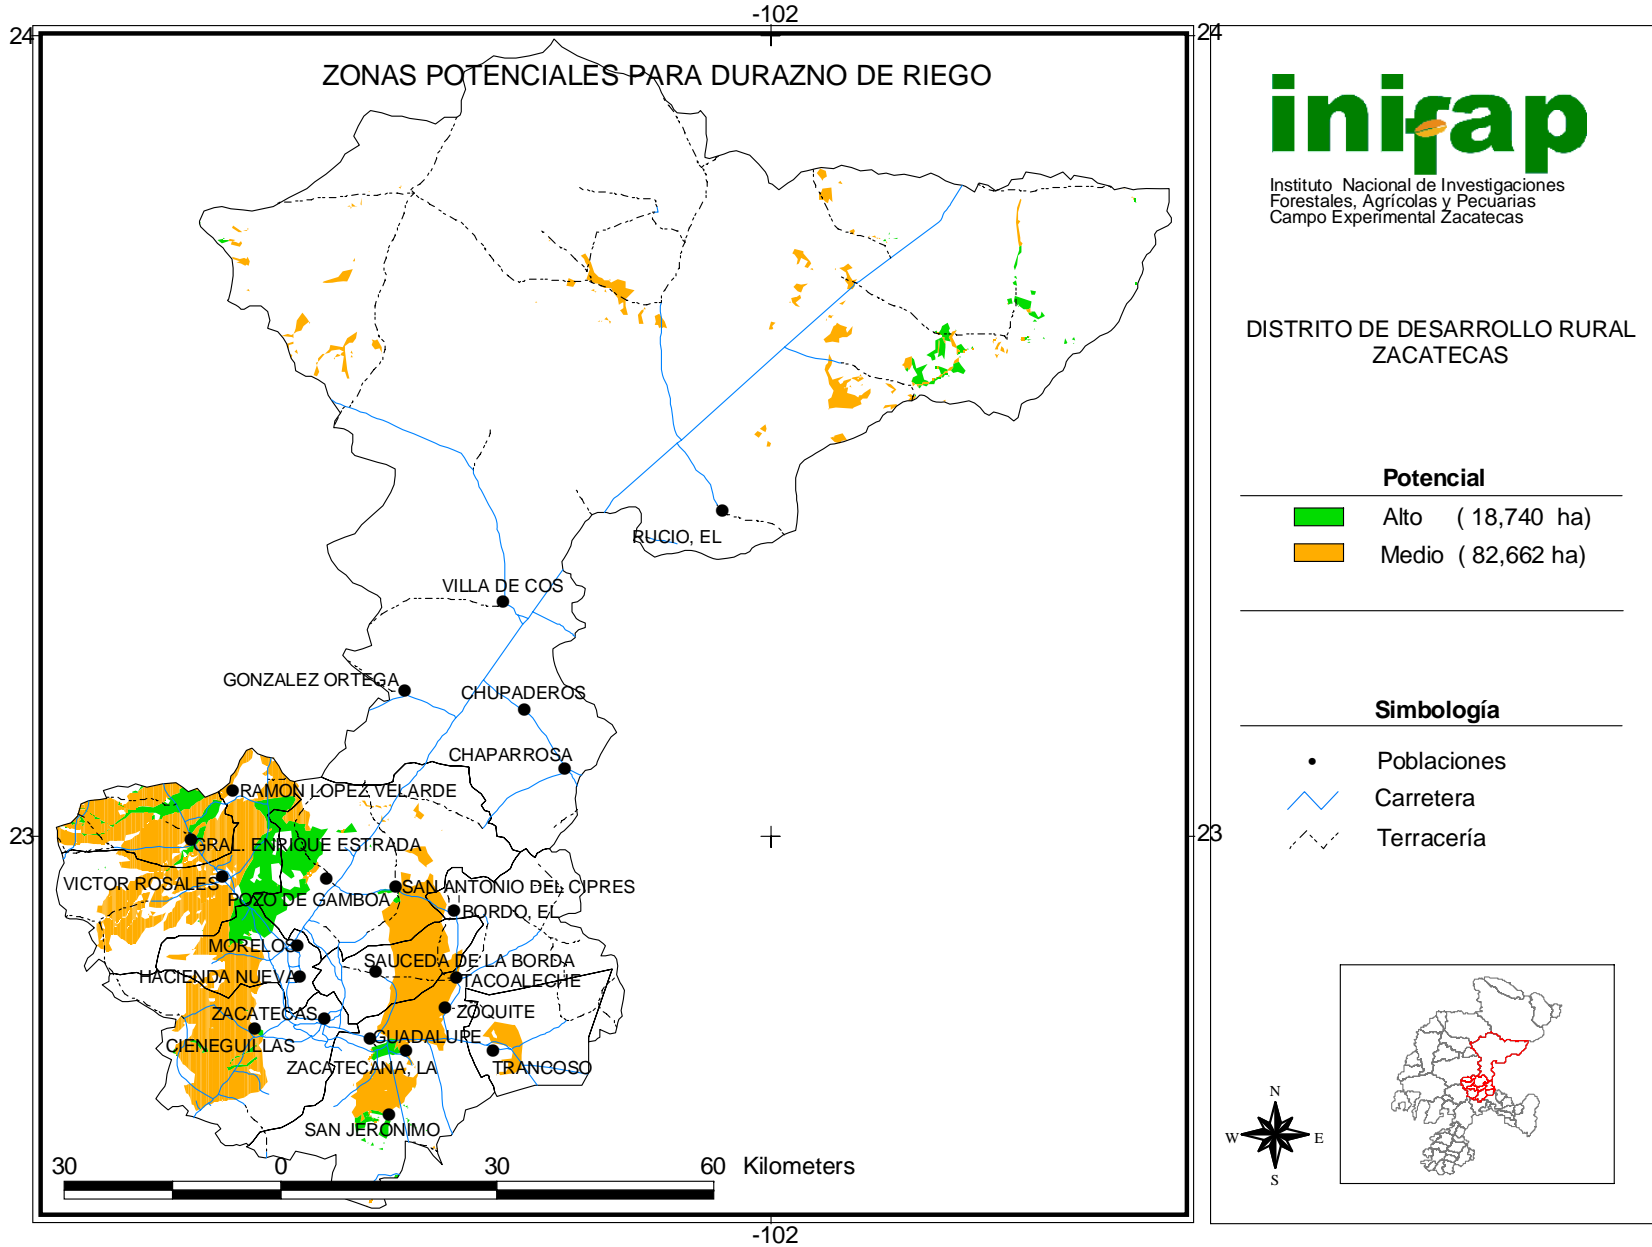 -102
24
24
ZONAS POTENCIALES PARA DURAZNO DE RIEGO
inifap
Instituto Nacional de Investigaciones
Forestales, Agrícolas y Pecuarias
Campo Experimental Zacatecas
DISTRITO DE DESARROLLO RURAL
ZACATECAS
Potencial
Alto ( 18,740 ha)
Medio ( 82,662 ha)
RUCIO, EL
VILLA DE COS
GONZALEZ ORTEGA
CHUPADEROS
CHAPARROSA
Simbología
Poblaciones
Carretera
Terracería
RAMON LOPEZ VELARDE
23
23
GRAL. ENRIQUE ESTRADA
VICTOR ROSALES
SAN ANTONIO DEL CIPRES
POZO DE GAMBOA
BORDO, EL
MORELOS
SAUCEDA DE LA BORDA
HACIENDA NUEVA
TACOALECHE
ZACATECAS
ZOQUITE
CIENEGUILLAS
GUADALUPE
ZACATECANA, LA
TRANCOSO
SAN JERONIMO
30 0 30 60 Kilometers
N
W E
S
-102